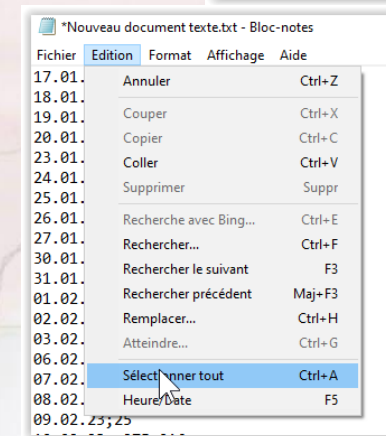 *Nouveau document texte.txt - Bloc-notes
Fichier Edition Format Affichage Aide
17.01.
18.01.
19.01.
20.01.
23.01.
24.01.
25.01.
26.01.
27.01.
30.01.
31.01.
01.02.
02.02.
03.02.
06.02.
07.02.
08.02.
09.02.23;25
Annuler Ctrl+Z
Couper Ctrl+X
Copier Ctrl+C
Coller Ctrl+V
Supprimer Suppr
Recherche avec Bing... Ctrl+E
Rechercher... Ctrl+F
Rechercher le suivant F3
Rechercher précédent Maj+F3
Remplacer... Ctrl+H
Atteindre... Ctrl+G
Sélectionner tout Ctrl+A
Heure/Date F5